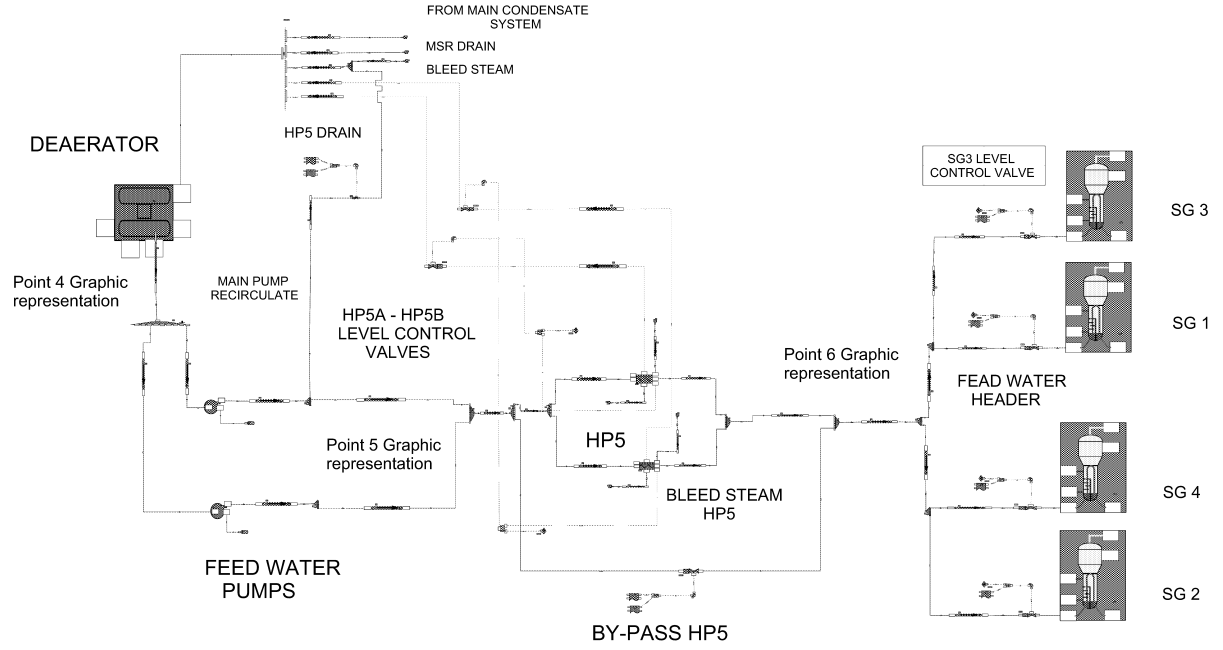 FROM MAIN CONDENSATE
SYSTEM
MSR DRAIN
BLEED STEAM
HP5 DRAIN
DEAERATOR
SG3 LEVEL
CONTROL VALVE
SG 3
Point 4 Graphic
representation
MAIN PUMP
RECIRCULATE
HP5A - HP5B
LEVEL CONTROL
VALVES
SG 1
Point 6 Graphic
representation
FEAD WATER
HEADER
HP5
Point 5 Graphic
representation
BLEED STEAM
HP5
SG 4
FEED WATER
PUMPS
SG 2
BY-PASS HP5